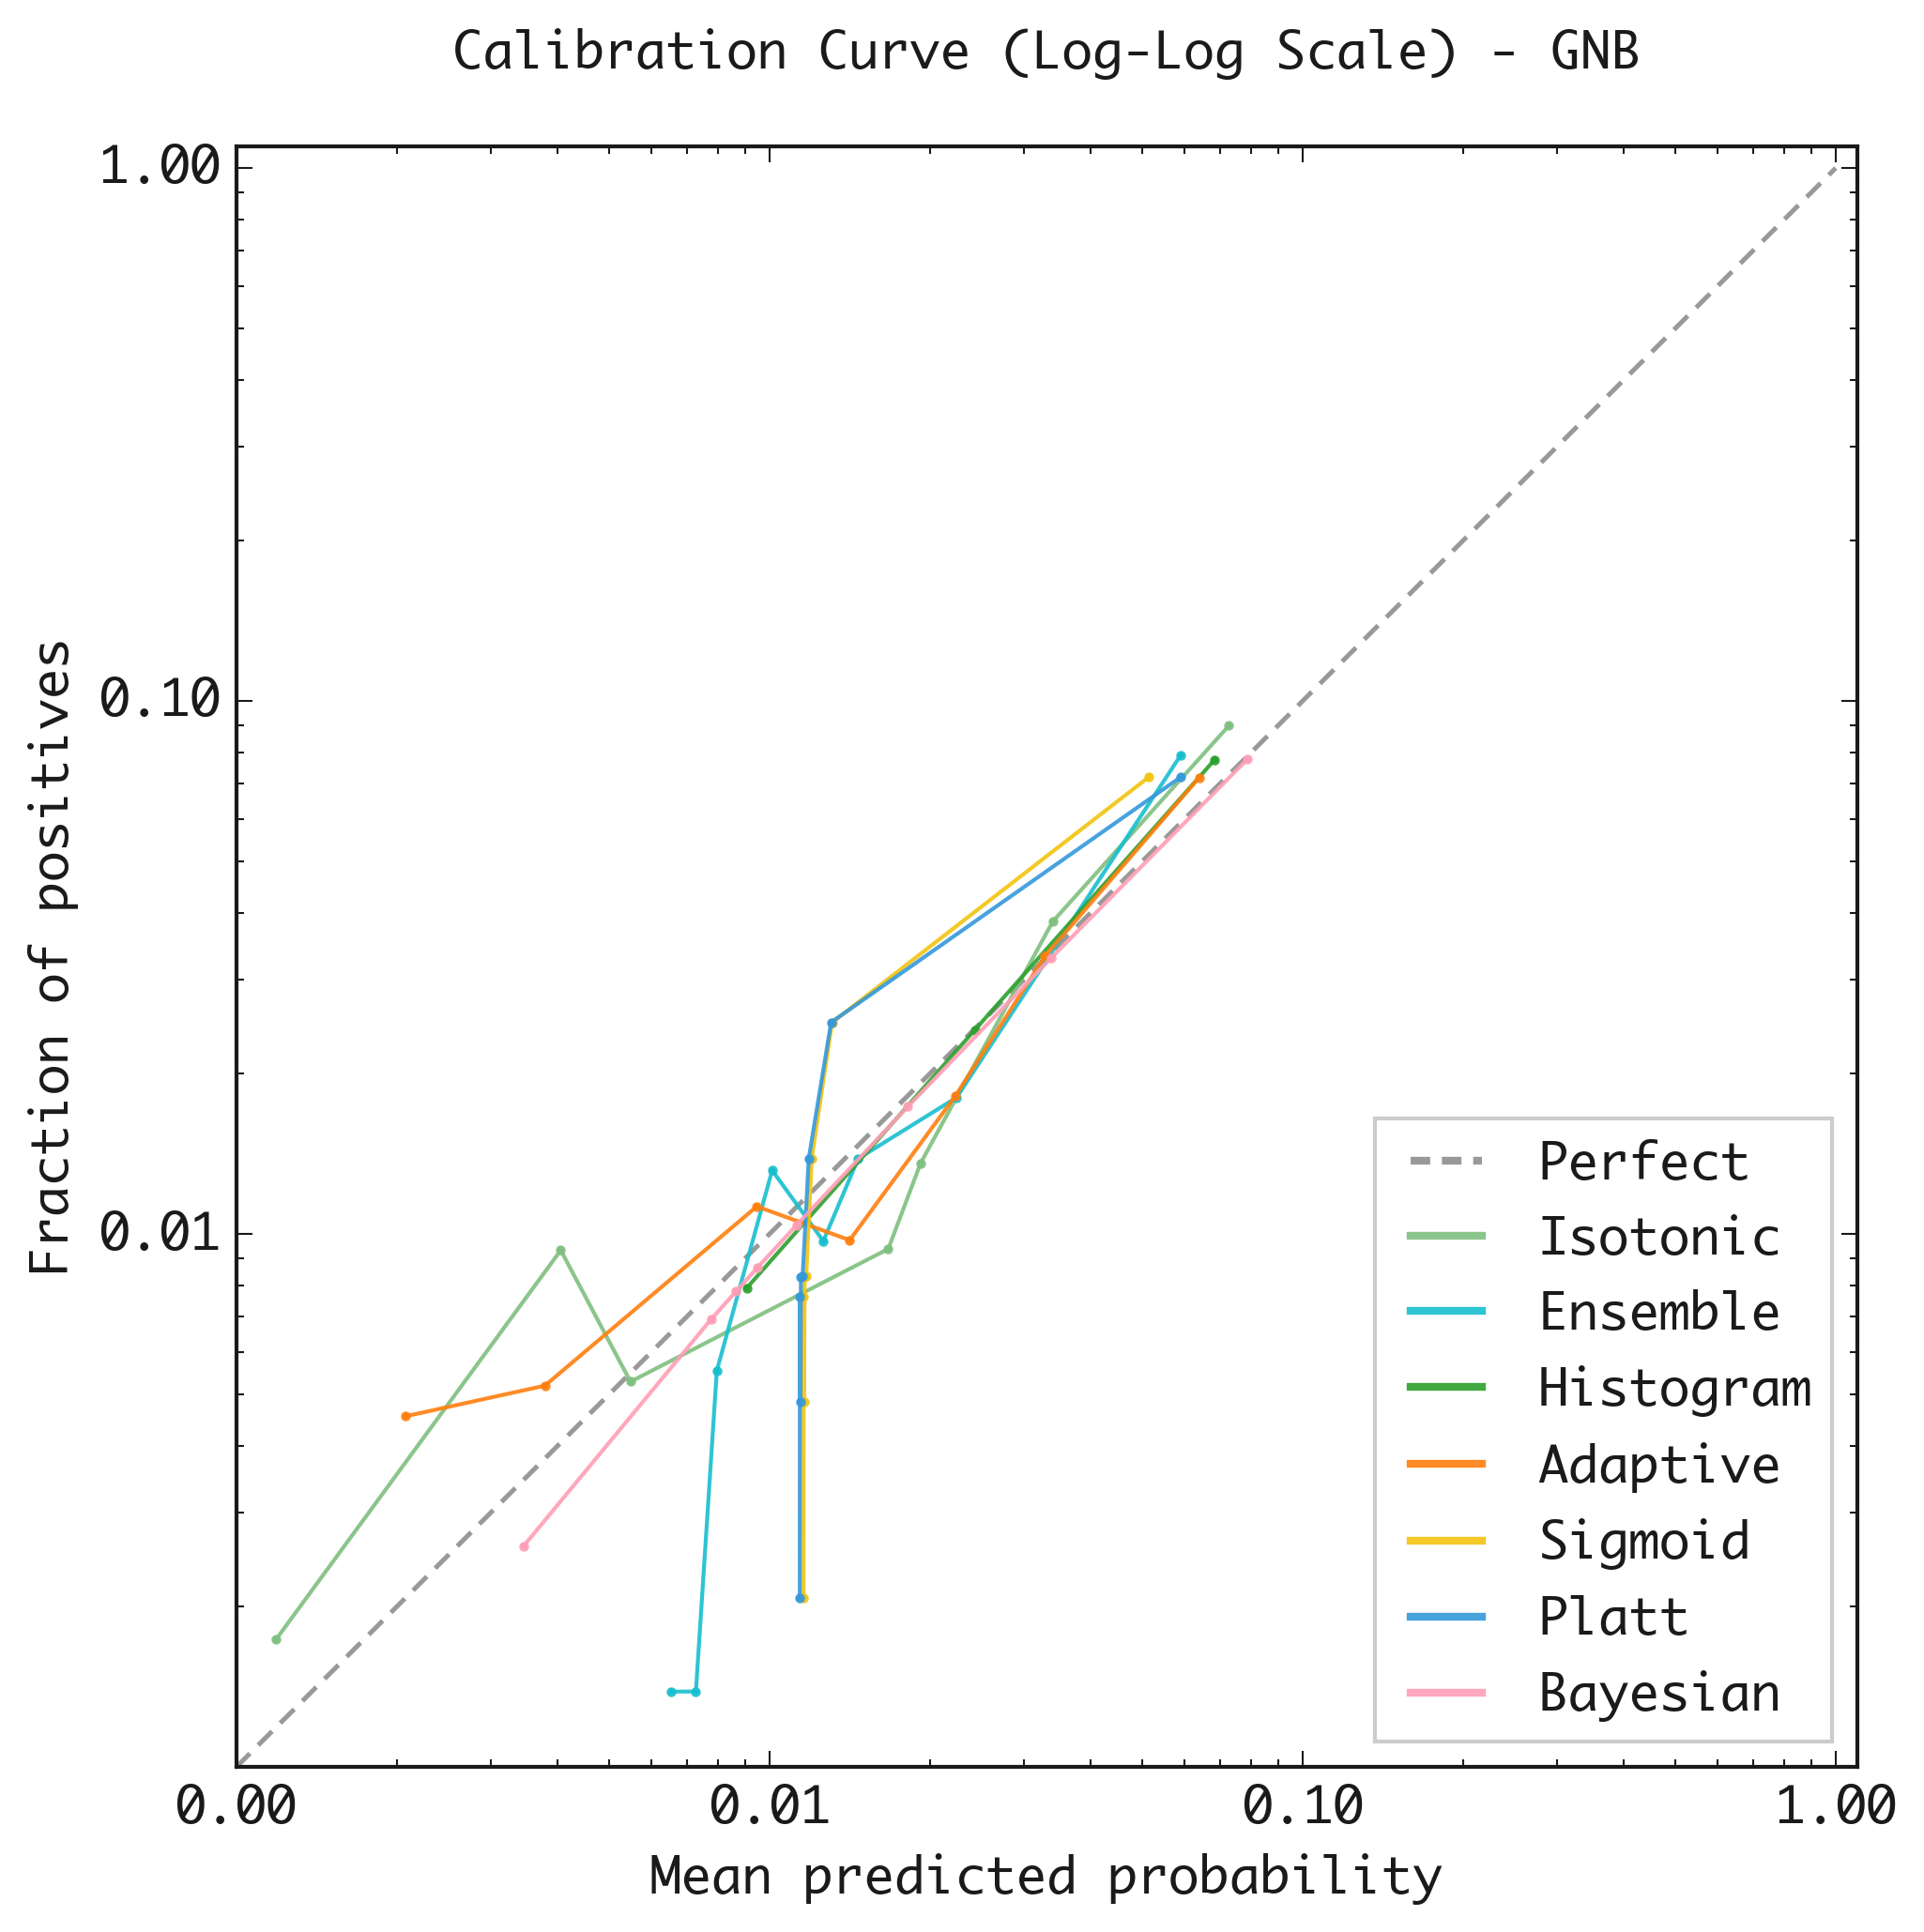 Calibration Curve (Log-Log Scale) - GNB
1.00
0.10
0.01
Fraction of positives
0.00
0.01
0.10
1.00
Mean predicted probability
Perfect
Isotonic
Ensemble
Histogram
Adaptive
Sigmoid
Platt
Bayesian